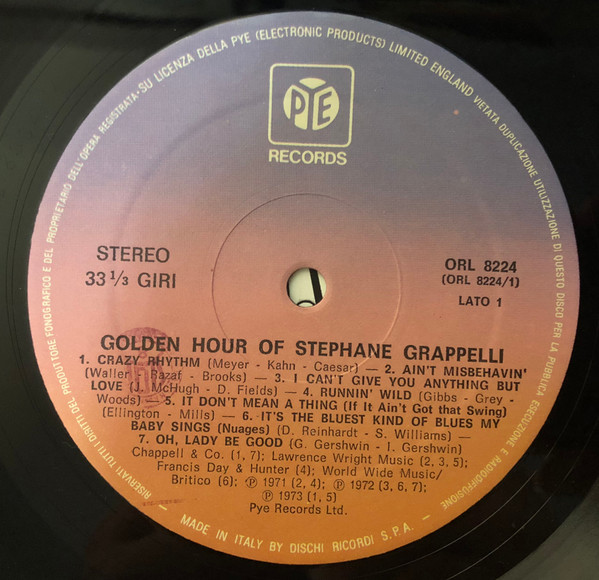 RISERVATI TUTTI I DIRITTI DEL PRODUTTORE FONOGRAFICO E DEL PROPRIETARIO DELL'OPERA REGISTRATA - SU LICENZA DELLA PYE (ELECTRONIC PRODUCTS) LIMITED ENGLAND VIETATA DUPLICAZIONE UTILIZZAZIONE DI QUESTO DISCO PER LA PUBBLICA ESECUZIONE E RADIODIFFUSIONE
PYE
RECORDS
STEREO
33 1/3 GIRI
ORL 8224
(ORL 8224/1)
LATO 1
GOLDEN HOUR OF STEPHANE GRAPPELLI
1. CRAZY RHYTHM (Meyer - Kahn - Caesar) — 2. AIN'T MISBEHAVIN'
(Waller - Razaf - Brooks) — 3. I CAN'T GIVE YOU ANYTHING BUT
LOVE (J. McHugh - D. Fields) — 4. RUNNIN' WILD (Gibbs - Grey -
Woods) — 5. IT DON'T MEAN A THING (If It Ain't Got that Swing)
(Ellington - Mills) — 6. IT'S THE BLUEST KIND OF BLUES MY
BABY SINGS (Nuages) (D. Reinhardt - S. Williams) —
7. OH, LADY BE GOOD (G. Gershwin - I. Gershwin)
Chappell & Co. (1, 7); Lawrence Wright Music (2, 3, 5);
Francis Day & Hunter (4); World Wide Music/
Britico (6); ℗ 1971 (2, 4); ℗ 1972 (3, 6, 7);
℗ 1973 (1, 5)
Pye Records Ltd.
- MADE IN ITALY BY DISCHI RICORDI S.P.A. -